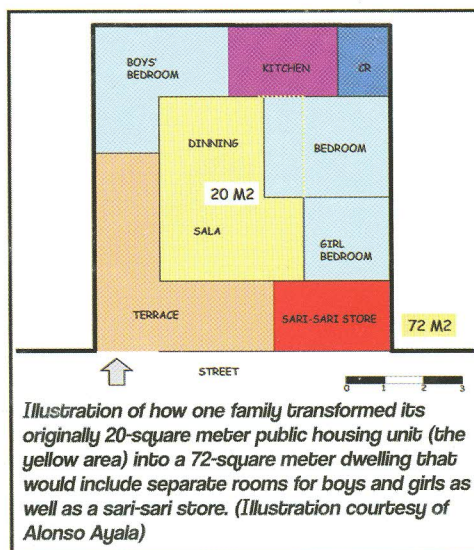 BOYS'
BEDROOM
KITCHEN
CR
DINNING
BEDROOM
20 M2
SALA
GIRL
BEDROOM
TERRACE
SARI-SARI STORE
72 M2
STREET
0 1 2 3
Illustration of how one family transformed its
originally 20-square meter public housing unit (the
yellow area) into a 72-square meter dwelling that
would include separate rooms for boys and girls as
well as a sari-sari store. (Illustration courtesy of
Alonso Ayala)